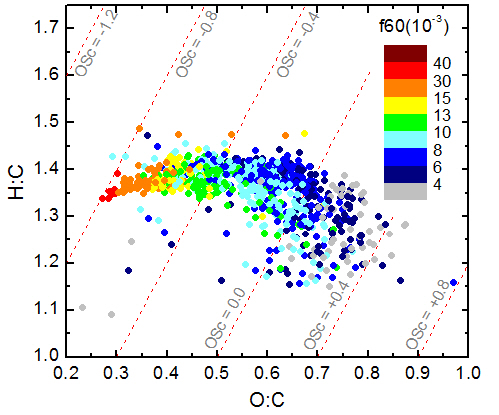 f60(10⁻³)
40
30
15
13
10
8
6
4
OSc = -1.2
OSc = -0.8
OSc = -0.4
OSc = 0.0
OSc = +0.4
OSc = +0.8
1.7
1.6
1.5
1.4
1.3
1.2
1.1
1.0
H:C
0.2 0.3 0.4 0.5 0.6 0.7 0.8 0.9 1.0
O:C